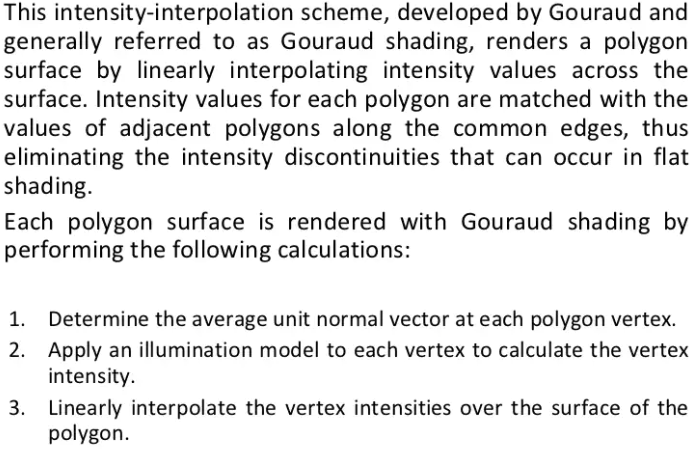 This intensity-interpolation scheme, developed by Gouraud and
generally referred to as Gouraud shading, renders a polygon
surface by linearly interpolating intensity values across the
surface. Intensity values for each polygon are matched with the
values of adjacent polygons along the common edges, thus
eliminating the intensity discontinuities that can occur in flat
shading.
Each polygon surface is rendered with Gouraud shading by
performing the following calculations:
1. Determine the average unit normal vector at each polygon vertex.
2. Apply an illumination model to each vertex to calculate the vertex
intensity.
3. Linearly interpolate the vertex intensities over the surface of the
polygon.